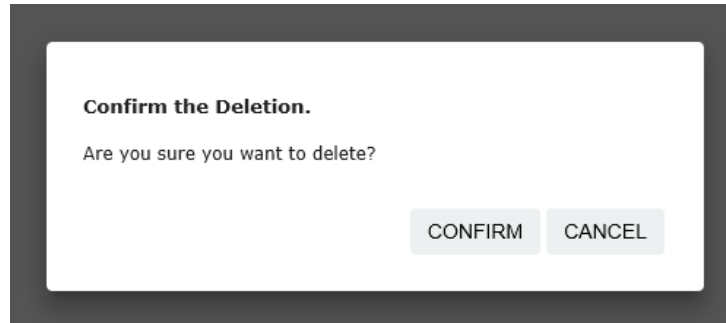 Confirm the Deletion.
Are you sure you want to delete?
CONFIRM CANCEL